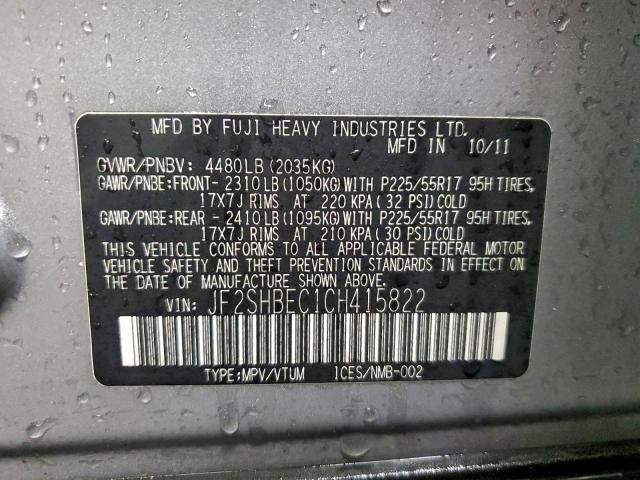 MFD BY FUJI HEAVY INDUSTRIES LTD.
MFD IN 10/11
GVWR/PNBV: 4480LB(2035KG)
GAWR/PNBE:FRONT- 2310LB(1050KG)WITH P225/55R17 95H TIRES,
17X7J RIMS AT 220 KPA(32 PSI)COLD
GAWR/PNBE:REAR -2410LB(1095KG)WITH P225/55R17 95H TIRES,
17X7J RIMS AT 210 KPA(30 PSI)COLD
THIS VEHICLE CONFORMS TO ALL APPLICABLE FEDERAL MOTOR
VEHICLE SAFETY AND THEFT PREVENTION STANDARDS IN EFFECT ON
THE DATE OF MANUFACTURE SHOWN ABOVE.
VIN: JF2SHBEC1CH415822
TYPE:MPV/VTUM ICES/NMB-002